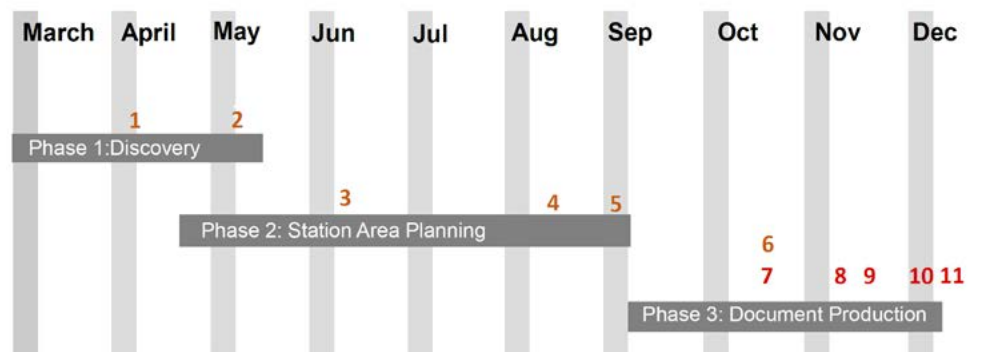 March April May Jun Jul Aug Sep Oct Nov Dec
1 2
Phase 1:Discovery
3 4 5
Phase 2: Station Area Planning
6
7 8 9 10 11
Phase 3: Document Production